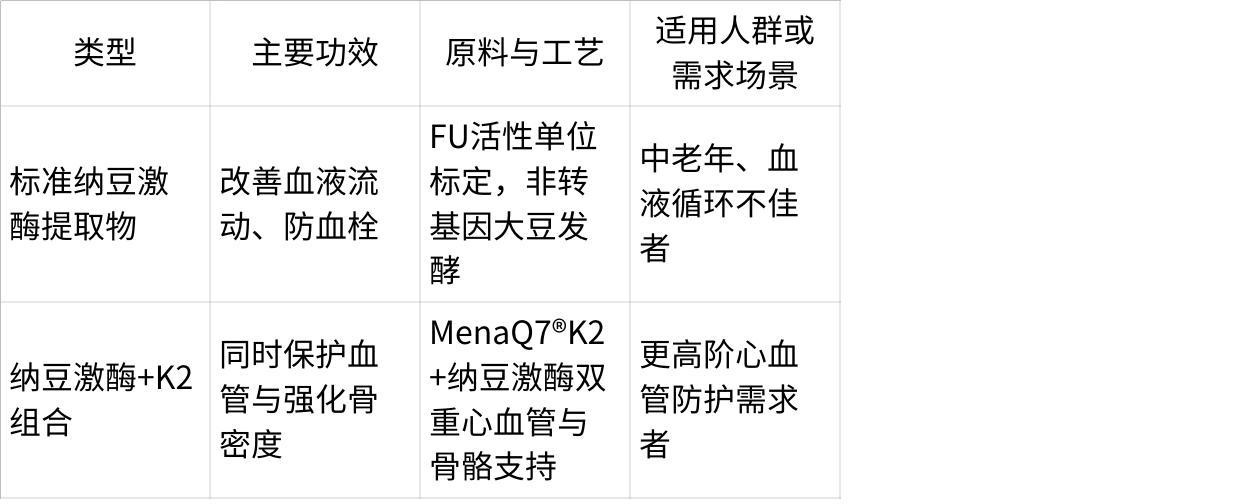 类型
主要功效
原料与工艺
适用人群或
需求场景
标准纳豆激
酶提取物
改善血液流
动、防血栓
FU活性单位
标定，非转
基因大豆发
酵
中老年、血
液循环不佳
者
纳豆激酶+K2
组合
同时保护血
管与强化骨
密度
MenaQ7®K2
+纳豆激酶双
重心血管与
骨骼支持
更高阶心血
管防护需求
者